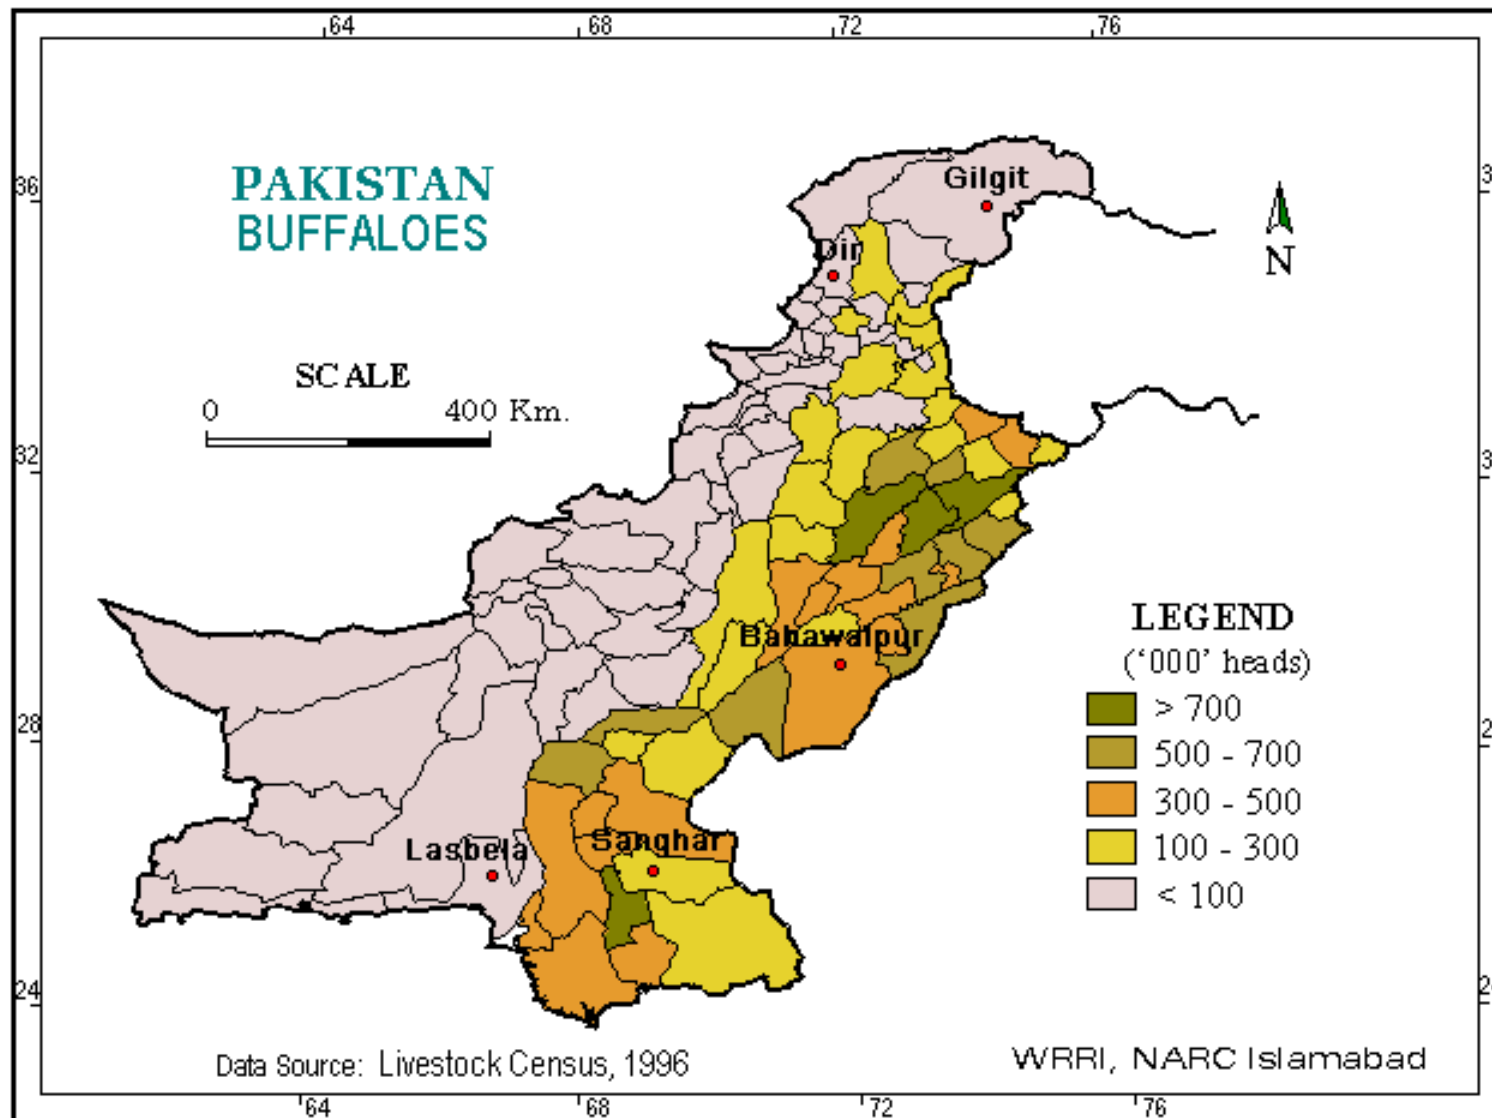 64 68 72 76
PAKISTAN
BUFFALOES
Gilgit
36
Dir
N
SCALE
0 400 Km.
32
Bahawalpur
LEGEND
(‘000’ heads)
> 700
28
500 - 700
300 - 500
Sanghar
100 - 300
Lasbela
< 100
24
Data Source: Livestock Census, 1996
WRRI, NARC Islamabad
64 68 72 76